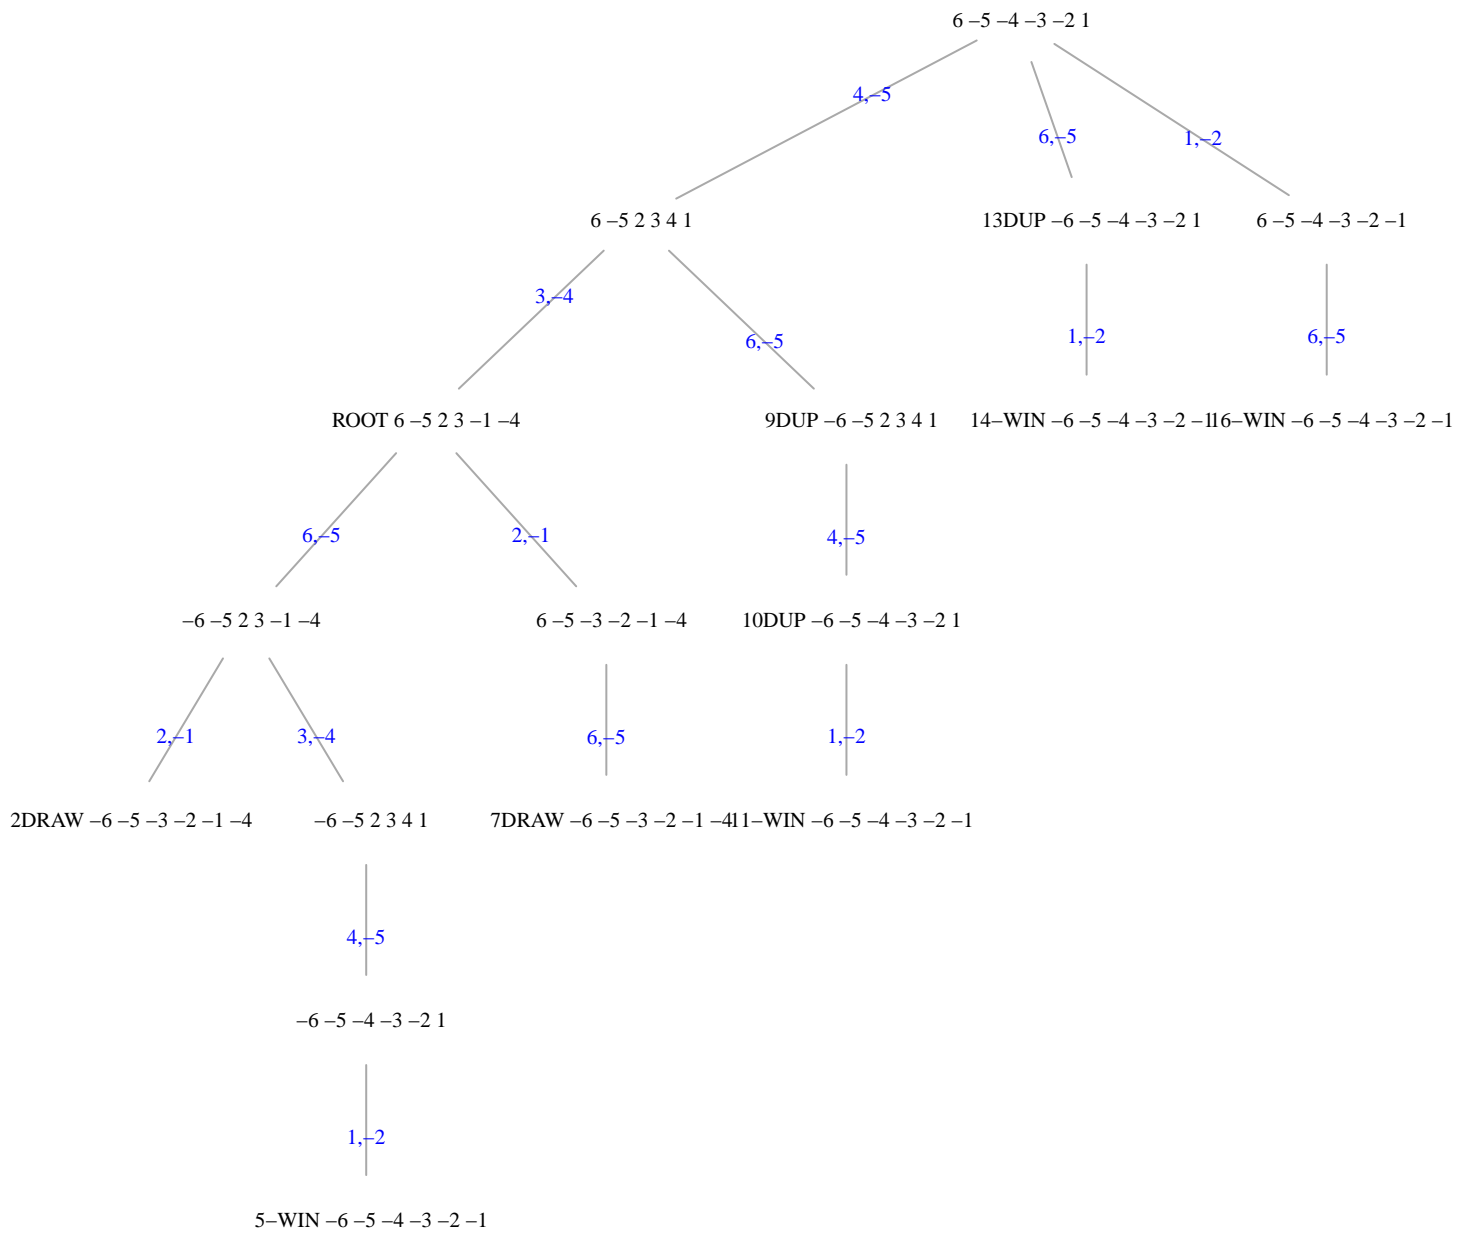 6 –5 –4 –3 –2 1
4,–5
6,–5
1,–2
6 –5 2 3 4 1
13DUP –6 –5 –4 –3 –2 1
6 –5 –4 –3 –2 –1
3,–4
6,–5
1,–2
6,–5
ROOT 6 –5 2 3 –1 –4
9DUP –6 –5 2 3 4 1
14–WIN –6 –5 –4 –3 –2 –1
16–WIN –6 –5 –4 –3 –2 –1
6,–5
2,–1
4,–5
–6 –5 2 3 –1 –4
6 –5 –3 –2 –1 –4
10DUP –6 –5 –4 –3 –2 1
2,–1
3,–4
6,–5
1,–2
2DRAW –6 –5 –3 –2 –1 –4
–6 –5 2 3 4 1
7DRAW –6 –5 –3 –2 –1 –4
11–WIN –6 –5 –4 –3 –2 –1
4,–5
–6 –5 –4 –3 –2 1
1,–2
5–WIN –6 –5 –4 –3 –2 –1